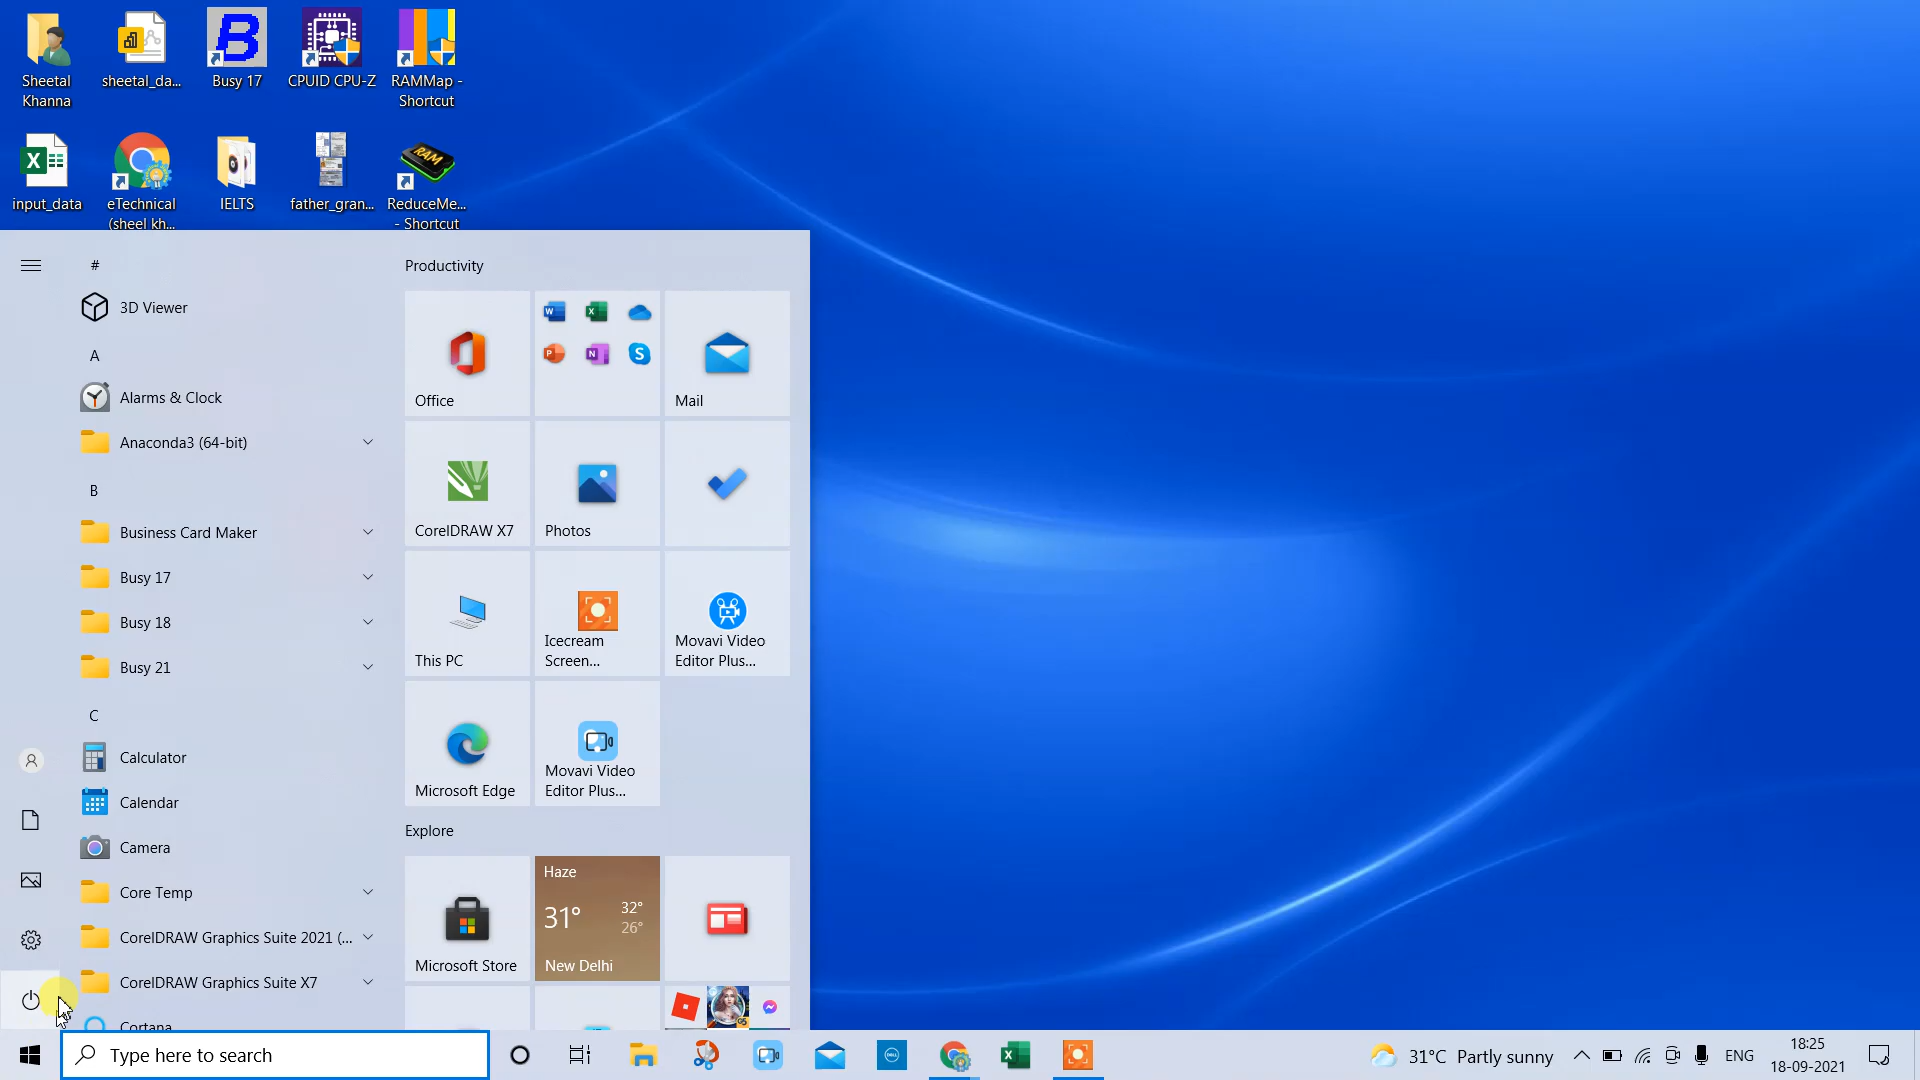 Sheetal
Khanna
sheetal_da...
Busy 17
CPUID CPU-Z
RAMMap -
Shortcut
input_data
eTechnical
(sheel kh...
IELTS
father_gran...
ReduceMe...
- Shortcut
#
3D Viewer
A
Alarms & Clock
Anaconda3 (64-bit)
B
Business Card Maker
Busy 17
Busy 18
Busy 21
C
Calculator
Calendar
Camera
Core Temp
CorelDRAW Graphics Suite 2021 (...
CorelDRAW Graphics Suite X7
Cortana
Productivity
Office
Mail
CorelDRAW X7
Photos
This PC
Icecream
Screen...
Movavi Video
Editor Plus...
Microsoft Edge
Movavi Video
Editor Plus...
Explore
Microsoft Store
Haze
31°
32°
26°
New Delhi
Type here to search
31°C Partly sunny
ENG
18:25
18-09-2021